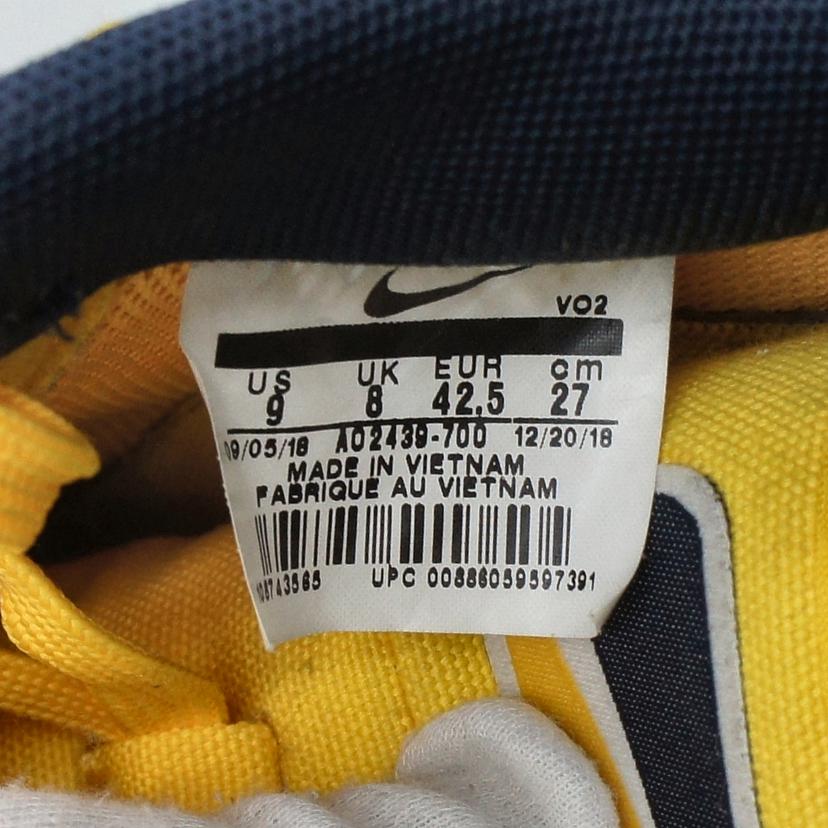 VO2
US UK EUR cm
9 8 42,5 27
09/05/18 AO2439-700 12/20/18
MADE IN VIETNAM
FABRIQUE AU VIETNAM
UPC 00886059597391